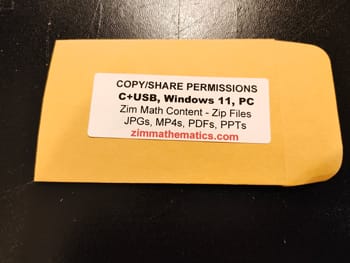 COPY/SHARE PERMISSIONS
C+USB, Windows 11, PC
Zim Math Content - Zip Files
JPGs, MP4s, PDFs, PPTs
zimmathematics.com